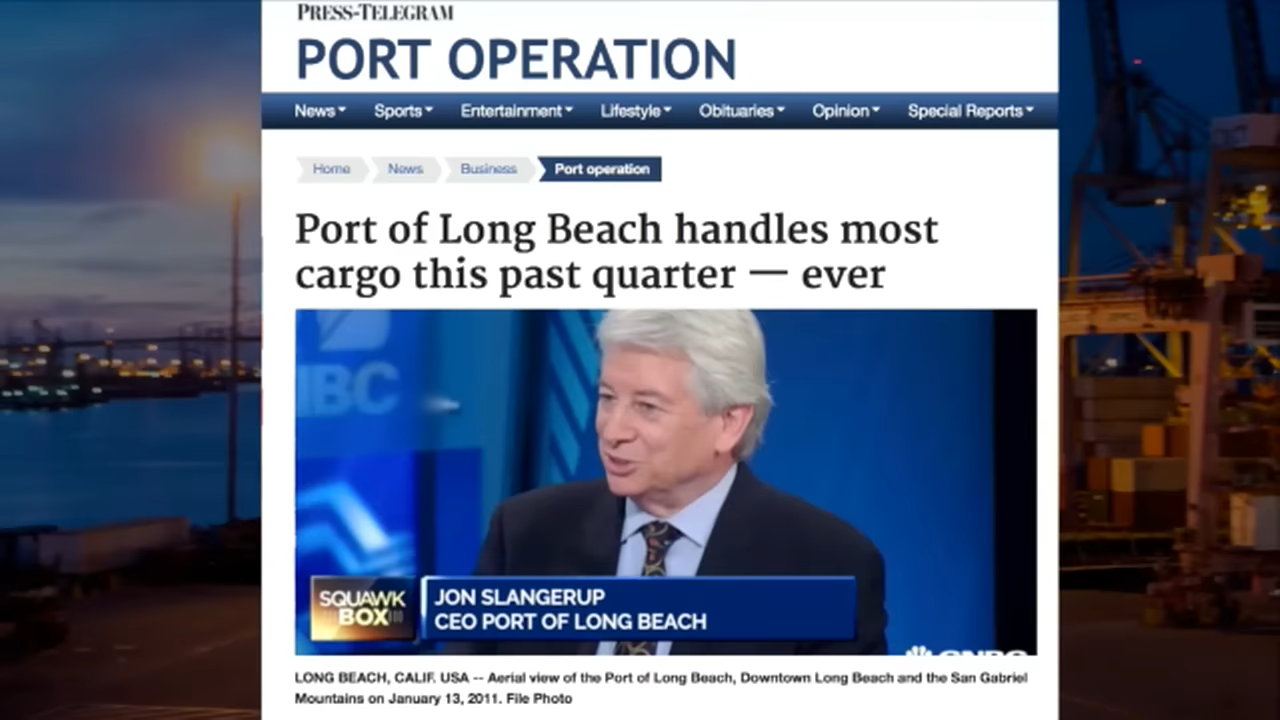 PRESS-TELEGRAM
PORT OPERATION
News Sports Entertainment Lifestyle Obituaries Opinion Special Reports
Home News Business Port operation
Port of Long Beach handles most
cargo this past quarter — ever
NBC
SQUAWK BOX
JON SLANGERUP
CEO PORT OF LONG BEACH
CNBC
LONG BEACH, CALIF. USA -- Aerial view of the Port of Long Beach, Downtown Long Beach and the San Gabriel
Mountains on January 13, 2011. File Photo